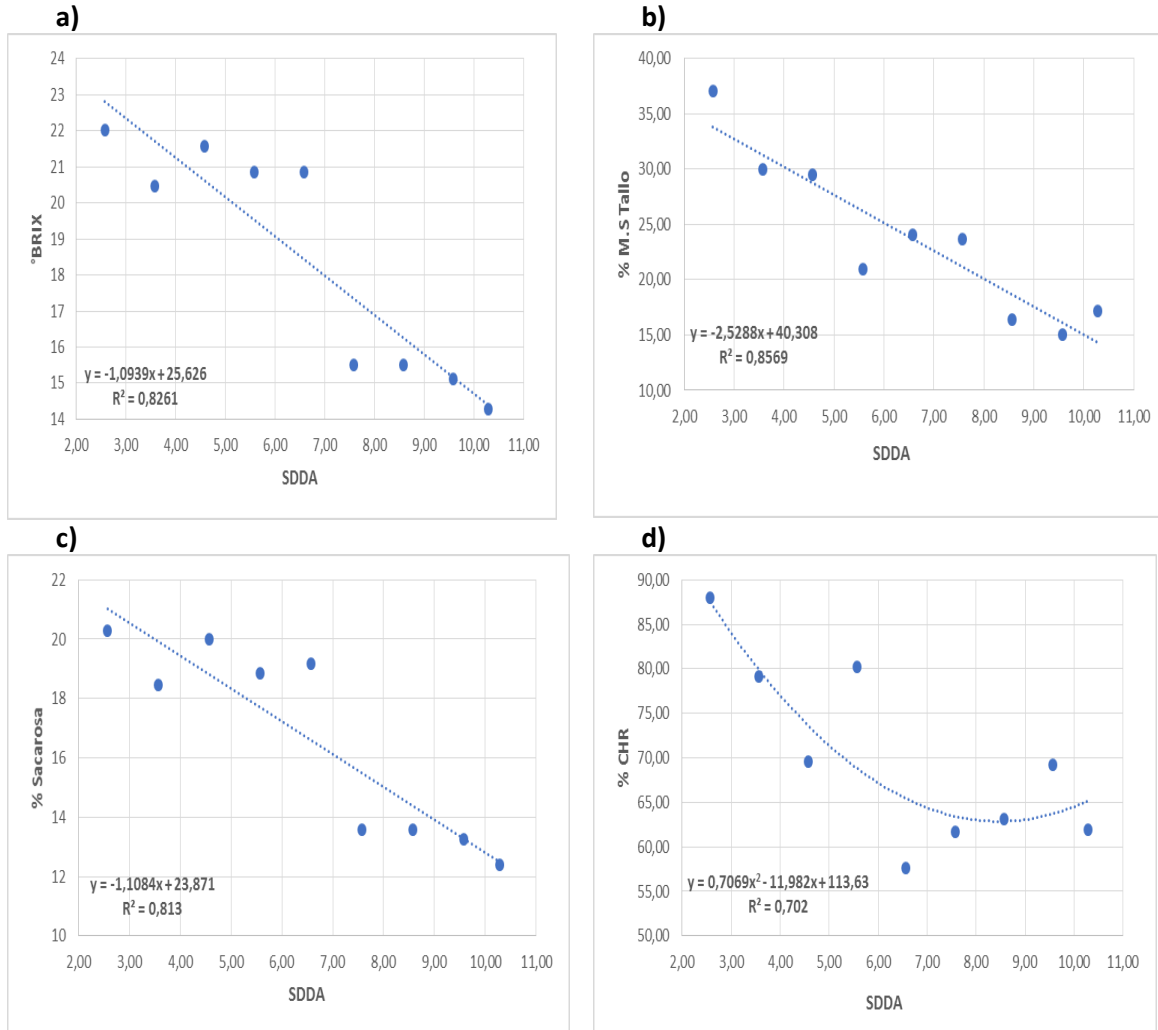 a)
24
23
22
21
20
19
18
17
16
15
14
°BRIX
y = -1,0939x + 25,626
R² = 0,8261
2,00 3,00 4,00 5,00 6,00 7,00 8,00 9,00 10,00 11,00
SDDA
b)
40,00
35,00
30,00
25,00
20,00
15,00
10,00
% M.S Tallo
y = -2,5288x + 40,308
R² = 0,8569
2,00 3,00 4,00 5,00 6,00 7,00 8,00 9,00 10,00 11,00
SDDA
c)
22
20
18
16
14
12
10
% Sacarosa
y = -1,1084x + 23,871
R² = 0,813
2,00 3,00 4,00 5,00 6,00 7,00 8,00 9,00 10,00 11,00
SDDA
d)
90,00
85,00
80,00
75,00
70,00
65,00
60,00
55,00
50,00
% CHR
y = 0,7069x² - 11,982x + 113,63
R² = 0,702
2,00 3,00 4,00 5,00 6,00 7,00 8,00 9,00 10,00 11,00
SDDA